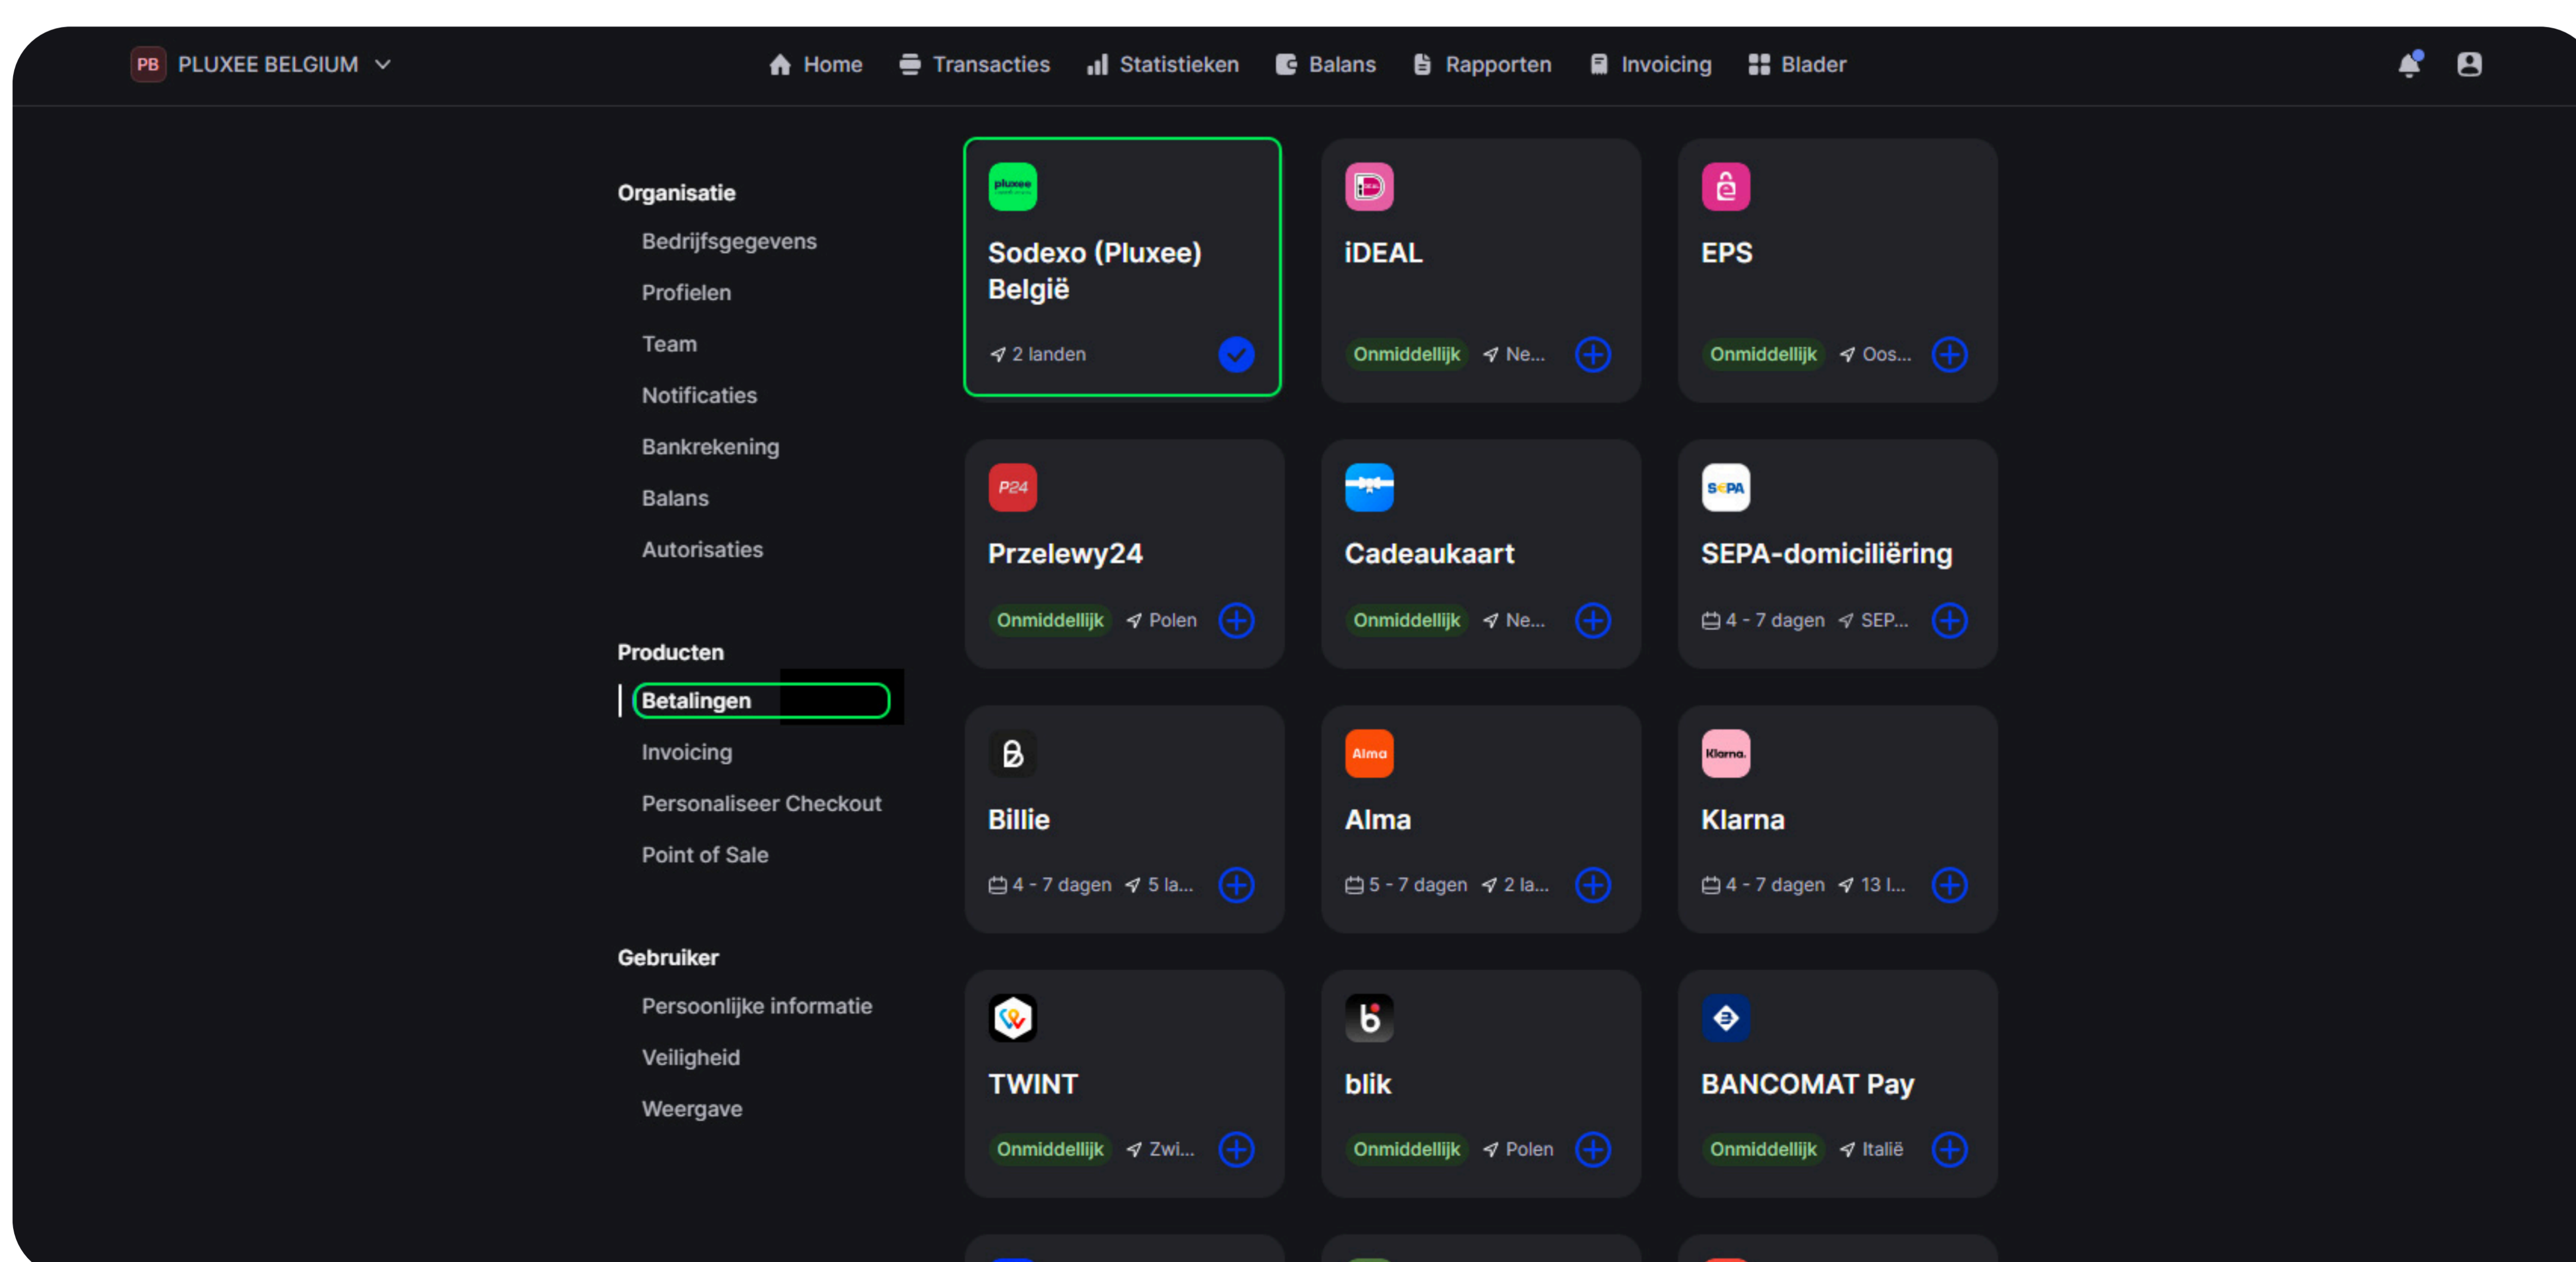 PB PLUXEE BELGIUM
Home Transacties Statistieken Balans Rapporten Invoicing Blader
Organisatie
Bedrijfsgegevens
Profielen
Team
Notificaties
Bankrekening
Balans
Autorisaties
Producten
Betalingen
Invoicing
Personaliseer Checkout
Point of Sale
Gebruiker
Persoonlijke informatie
Veiligheid
Weergave
pluxee
Sodexo (Pluxee)
België
2 landen
iDEAL
iDEAL
Onmiddellijk Ne...
e
EPS
Onmiddellijk Oos...
P24
Przelewy24
Onmiddellijk Polen
Cadeaukaart
Onmiddellijk Ne...
SEPA
SEPA-domiciliëring
4 - 7 dagen SEP...
B
Billie
4 - 7 dagen 5 la...
Alma
Alma
5 - 7 dagen 2 la...
Klarna.
Klarna
4 - 7 dagen 13 l...
TWINT
Onmiddellijk Zwi...
b
blik
Onmiddellijk Polen
BANCOMAT Pay
Onmiddellijk Italië